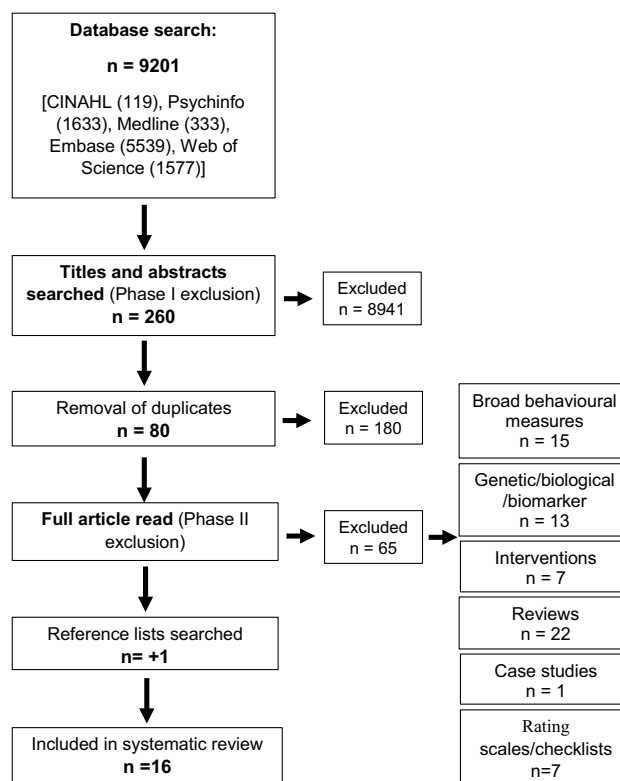 Database search:
n = 9201
[CINAHL (119), Psychinfo
(1633), Medline (333),
Embase (5539), Web of
Science (1577)]
Titles and abstracts
searched (Phase I exclusion)
n = 260
Excluded
n = 8941
Removal of duplicates
n = 80
Excluded
n = 180
Full article read (Phase II
exclusion)
Excluded
n = 65
Broad behavioural
measures
n = 15
Genetic/biological
/biomarker
n = 13
Interventions
n = 7
Reviews
n = 22
Case studies
n = 1
Rating
scales/checklists
n=7
Reference lists searched
n= +1
Included in systematic review
n =16